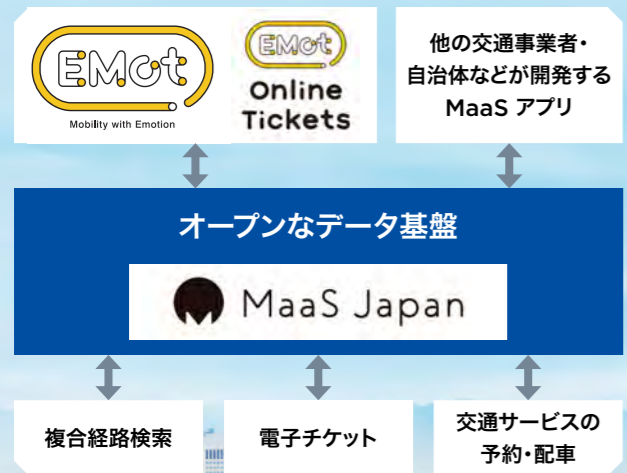 EMot
Mobility with Emotion
EMot
Online
Tickets
他の交通事業者・
自治体などが開発する
MaaS アプリ
オープンなデータ基盤
MaaS Japan
複合経路検索
電子チケット
交通サービスの
予約・配車